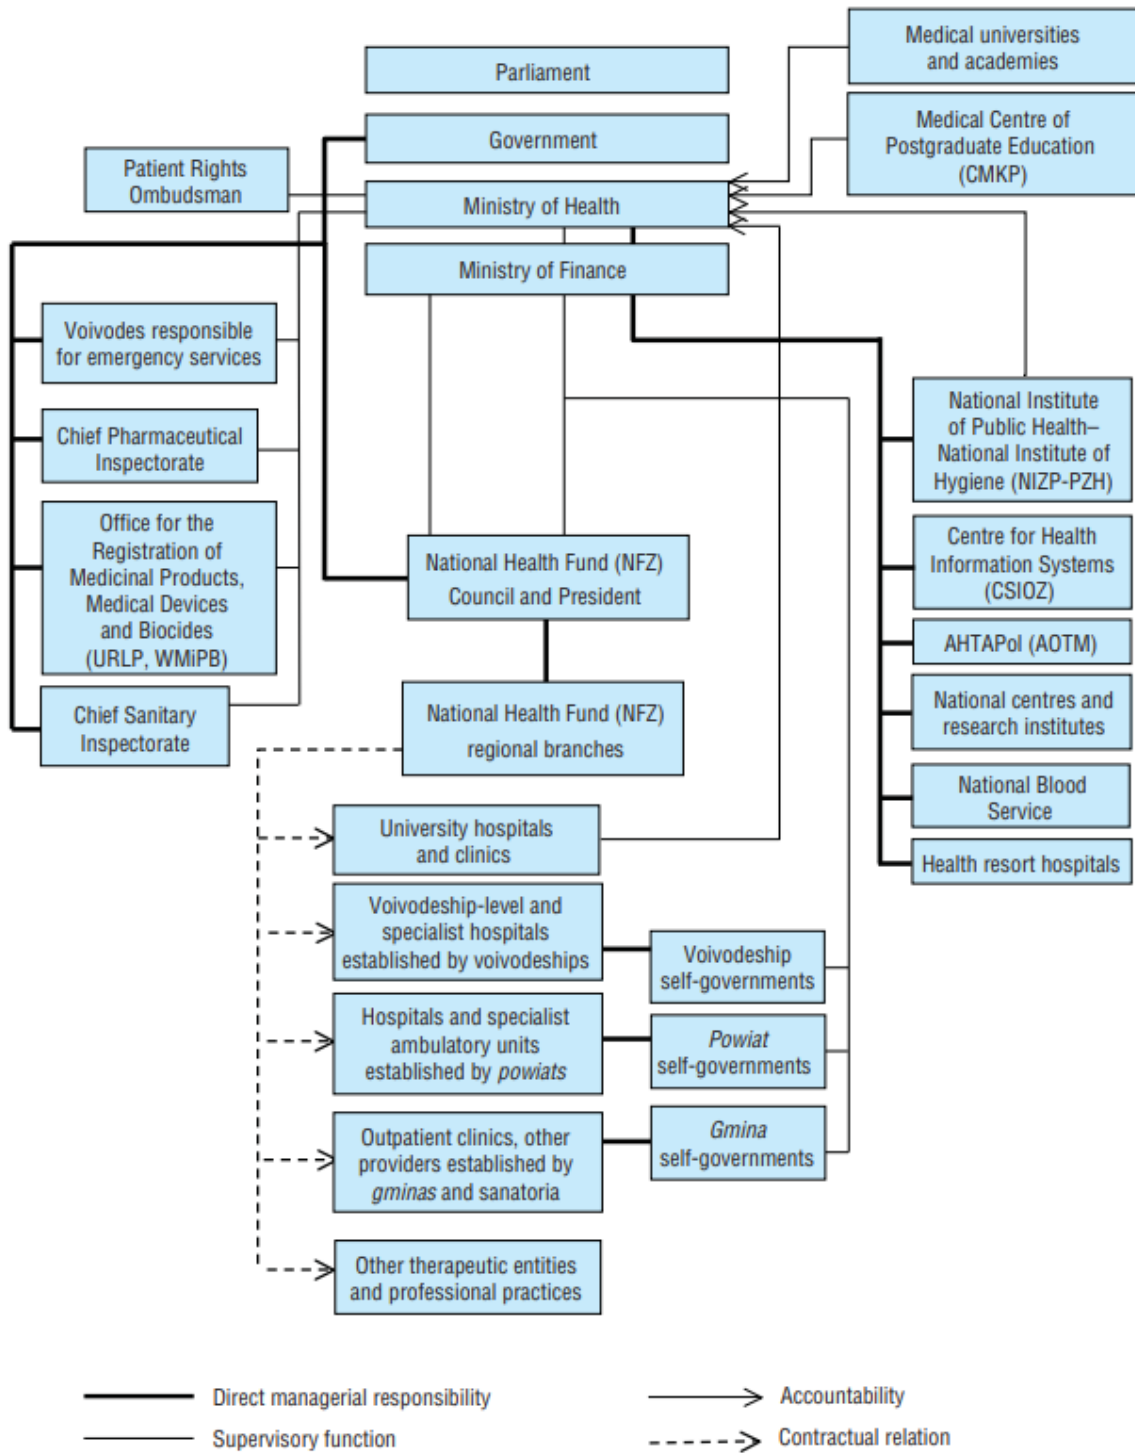 Parliament
Medical universities
and academies
Government
Medical Centre of
Postgraduate Education
(CMKP)
Patient Rights
Ombudsman
Ministry of Health
Ministry of Finance
Voivodes responsible
for emergency services
Chief Pharmaceutical
Inspectorate
Office for the
Registration of
Medicinal Products,
Medical Devices
and Biocides
(URLP, WMiPB)
Chief Sanitary
Inspectorate
National Health Fund (NFZ)
Council and President
National Health Fund (NFZ)
regional branches
National Institute
of Public Health–
National Institute of
Hygiene (NIZP-PZH)
Centre for Health
Information Systems
(CSIOZ)
AHTAPol (AOTM)
National centres and
research institutes
National Blood
Service
Health resort hospitals
University hospitals
and clinics
Voivodeship-level and
specialist hospitals
established by voivodeships
Voivodeship
self-governments
Hospitals and specialist
ambulatory units
established by powiats
Powiat
self-governments
Outpatient clinics, other
providers established by
gminas and sanatoria
Gmina
self-governments
Other therapeutic entities
and professional practices
Direct managerial responsibility
Accountability
Supervisory function
Contractual relation